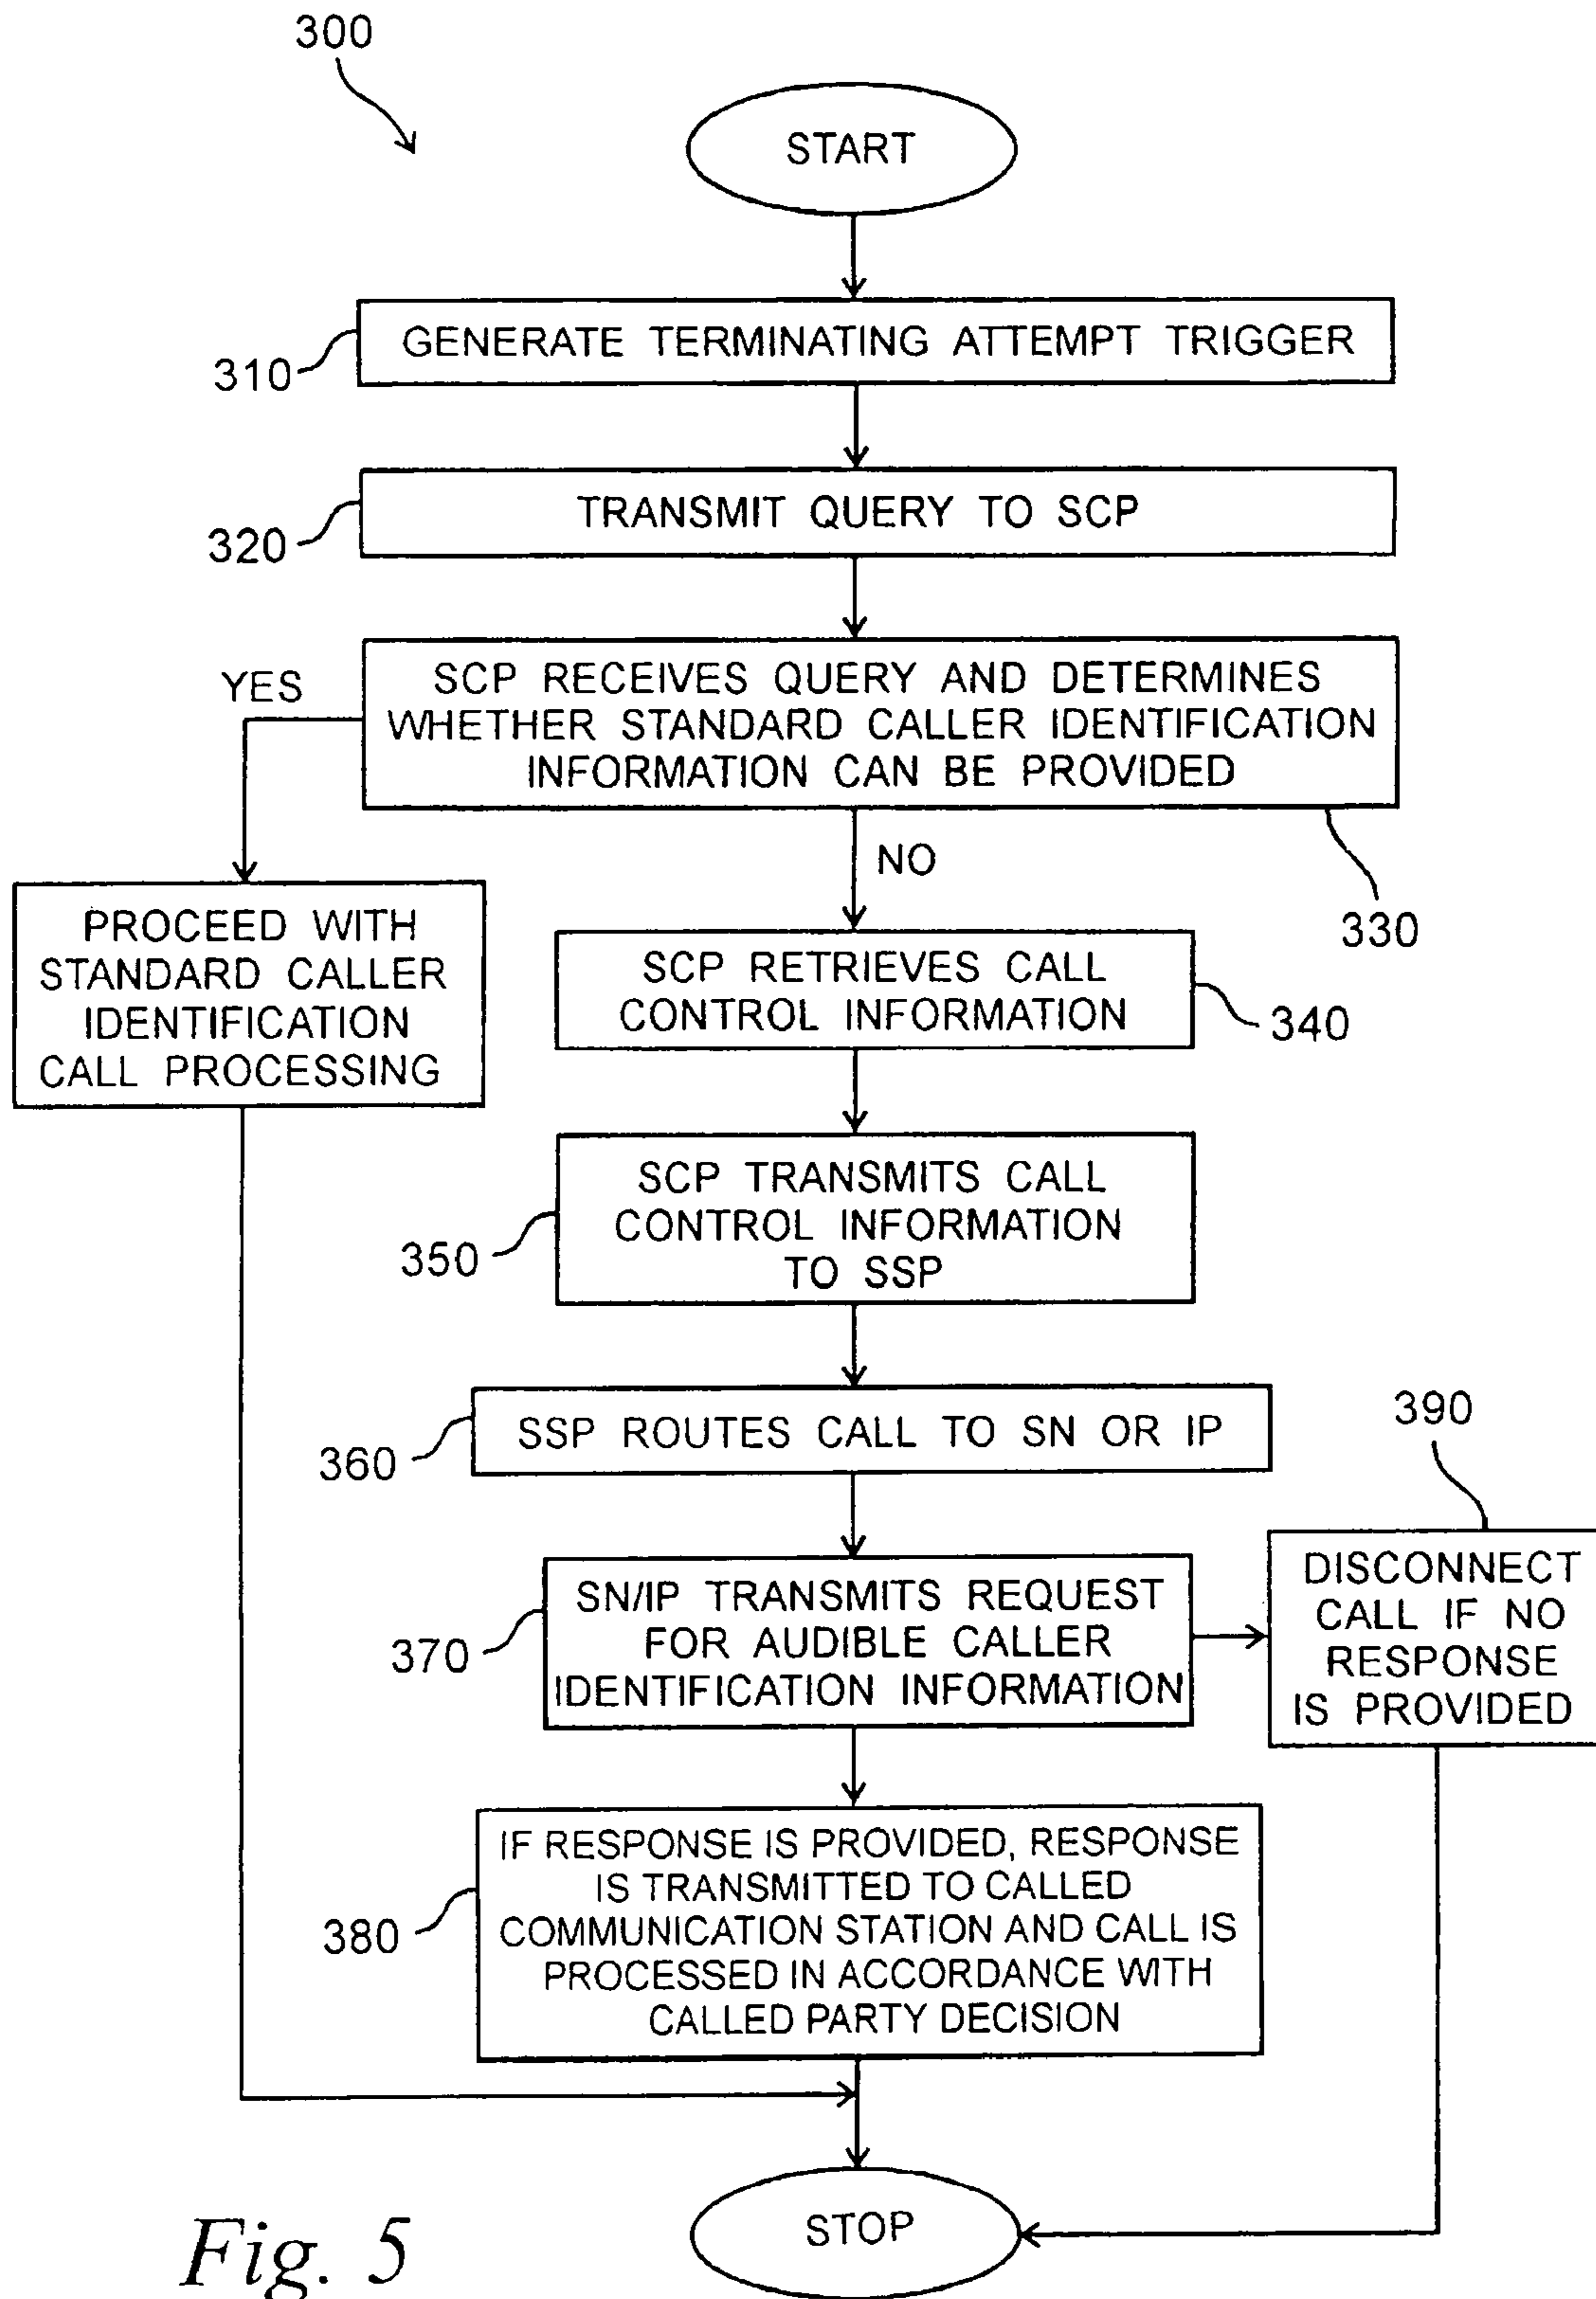 300
START
310
GENERATE TERMINATING ATTEMPT TRIGGER
320
TRANSMIT QUERY TO SCP
YES
SCP RECEIVES QUERY AND DETERMINES
WHETHER STANDARD CALLER IDENTIFICATION
INFORMATION CAN BE PROVIDED
330
NO
PROCEED WITH
STANDARD CALLER
IDENTIFICATION
CALL PROCESSING
SCP RETRIEVES CALL
CONTROL INFORMATION
340
SCP TRANSMITS CALL
CONTROL INFORMATION
TO SSP
350
SSP ROUTES CALL TO SN OR IP
360
390
SN/IP TRANSMITS REQUEST
FOR AUDIBLE CALLER
IDENTIFICATION INFORMATION
370
DISCONNECT
CALL IF NO
RESPONSE
IS PROVIDED
IF RESPONSE IS PROVIDED, RESPONSE
IS TRANSMITTED TO CALLED
COMMUNICATION STATION AND CALL IS
PROCESSED IN ACCORDANCE WITH
CALLED PARTY DECISION
380
STOP
Fig. 5